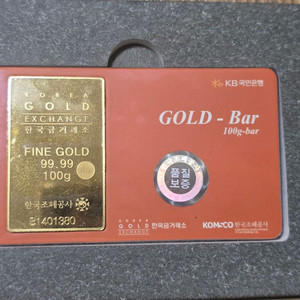 KOREA
GOLD
EXCHANGE
한국금거래소
FINE GOLD
99.99
100g
한국조폐공사
B1401380
KB국민은행
GOLD - Bar
100g-bar
품질
보증
KOREA
GOLD
EXCHANGE
한국금거래소
KOMSCO 한국조폐공사